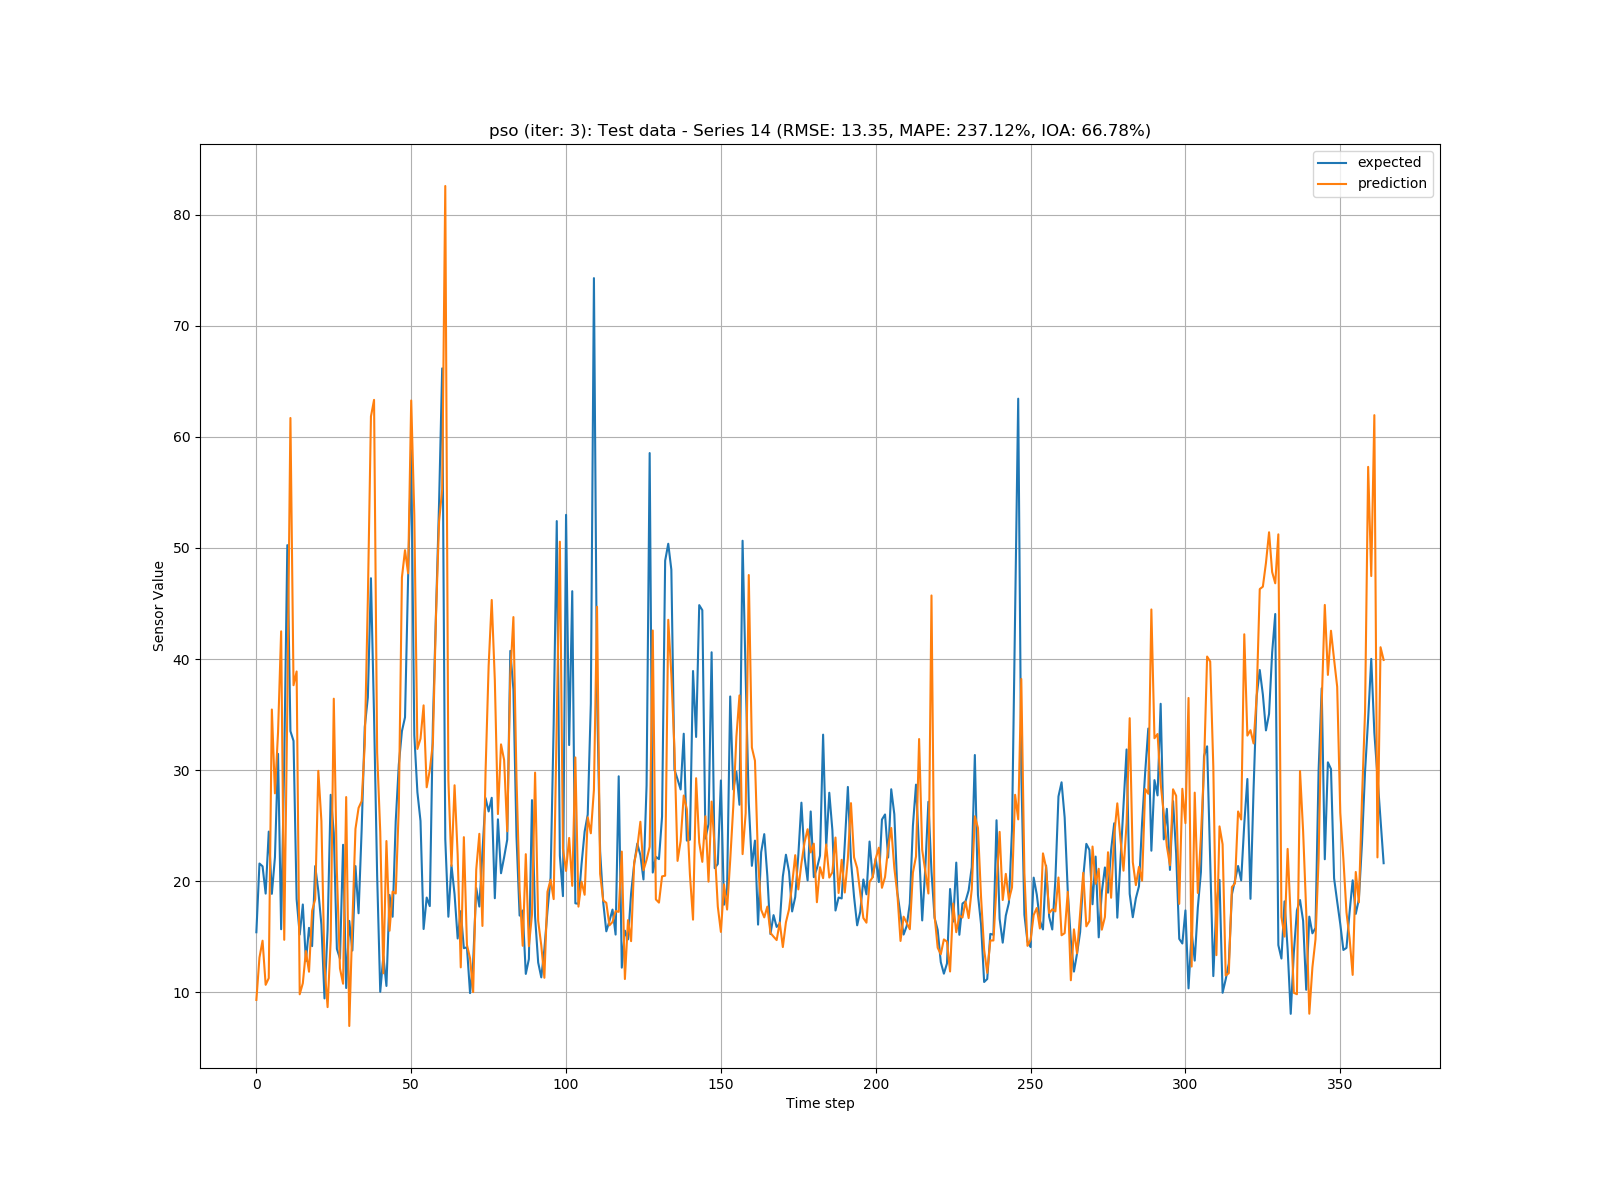 pso (iter: 3): Test data - Series 14 (RMSE: 13.35, MAPE: 237.12%, IOA: 66.78%)
expected
prediction
80
70
60
50
40
30
20
10
Sensor Value
0 50 100 150 200 250 300 350
Time step